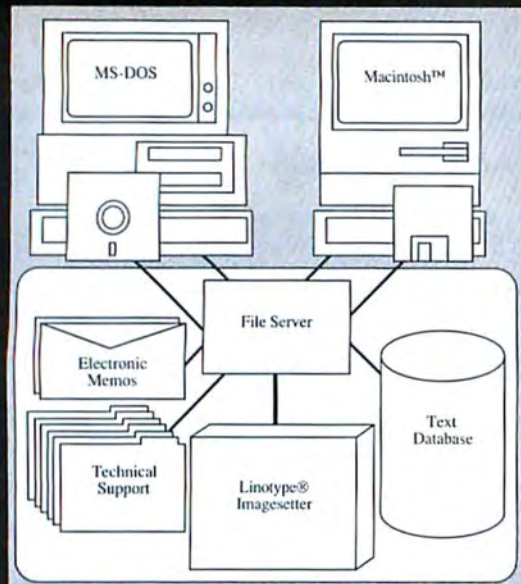 MS-DOS
Macintosh™
File Server
Electronic
Memos
Technical
Support
Linotype®
Imagesetter
Text
Database